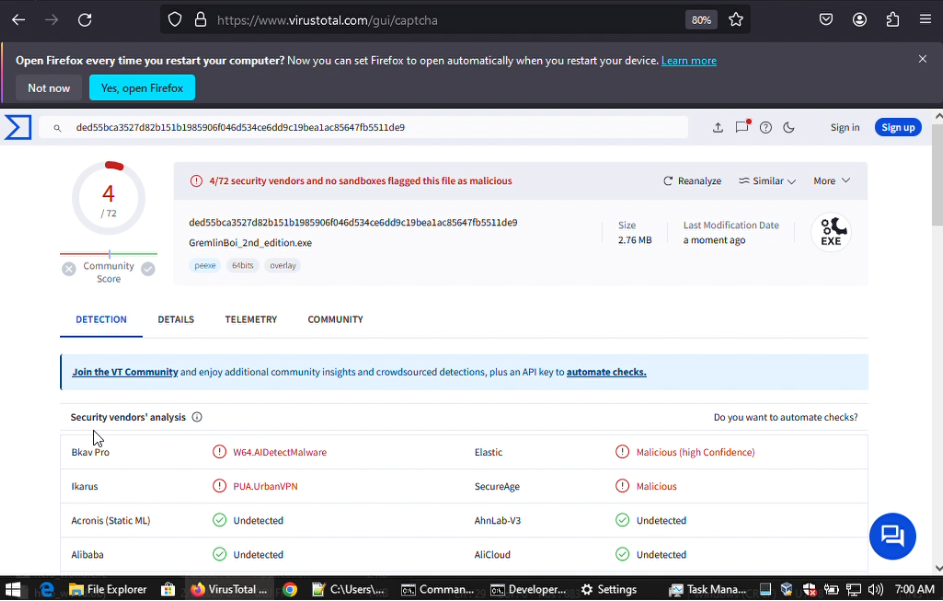 https://www.virustotal.com/gui/captcha
80%
Open Firefox every time you restart your computer? Now you can set Firefox to open automatically when you restart your device. Learn more
Not now
Yes, open Firefox
ded55bca3527d82b151b1985906f046d534ce6dd9c19bea1ac85647fb5511de9
Sign in
Sign up
4
/ 72
Community
Score
4/72 security vendors and no sandboxes flagged this file as malicious
Reanalyze
Similar
More
ded55bca3527d82b151b1985906f046d534ce6dd9c19bea1ac85647fb5511de9
GremlinBoi_2nd_edition.exe
peexe
64bits
overlay
Size
2.76 MB
Last Modification Date
a moment ago
EXE
DETECTION
DETAILS
TELEMETRY
COMMUNITY
Join the VT Community and enjoy additional community insights and crowdsourced detections, plus an API key to automate checks.
Security vendors' analysis
Do you want to automate checks?
Bkav Pro
W64.AIDetectMalware
Elastic
Malicious (high Confidence)
Ikarus
PUA.UrbanVPN
SecureAge
Malicious
Acronis (Static ML)
Undetected
AhnLab-V3
Undetected
Alibaba
Undetected
AliCloud
Undetected
File Explorer
VirusTotal ...
C:\Users\...
Comman...
Developer...
Settings
Task Mana...
7:00 AM